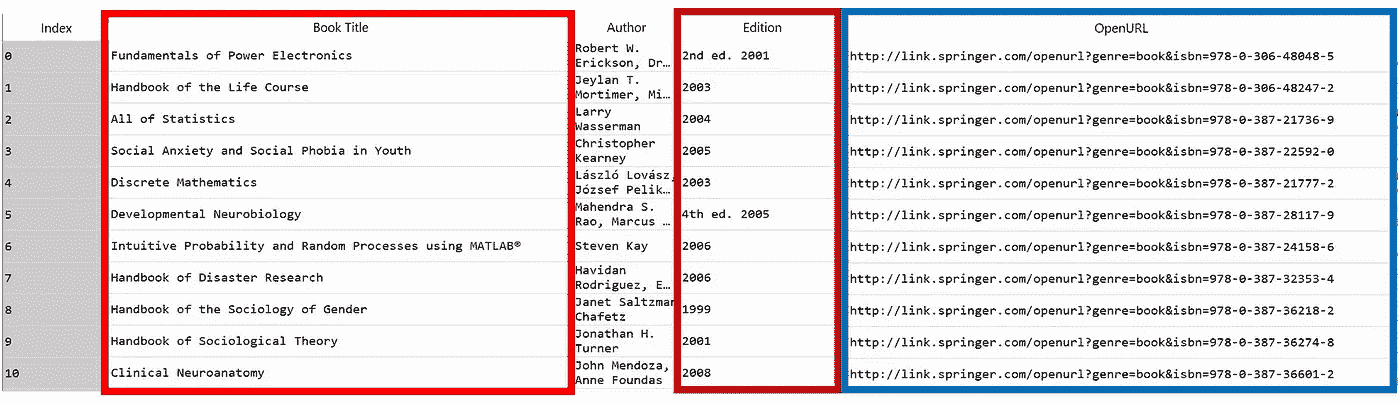 Index Book Title Author Edition OpenURL
0 Fundamentals of Power Electronics Robert W. Erickson, Dr… 2nd ed. 2001 http://link.springer.com/openurl?genre=book&isbn=978-0-306-48048-5
1 Handbook of the Life Course Jeylan T. Mortimer, Mi… 2003 http://link.springer.com/openurl?genre=book&isbn=978-0-306-48247-2
2 All of Statistics Larry Wasserman 2004 http://link.springer.com/openurl?genre=book&isbn=978-0-387-21736-9
3 Social Anxiety and Social Phobia in Youth Christopher Kearney 2005 http://link.springer.com/openurl?genre=book&isbn=978-0-387-22592-0
4 Discrete Mathematics László Lovász, József Pelik… 2003 http://link.springer.com/openurl?genre=book&isbn=978-0-387-21777-2
5 Developmental Neurobiology Mahendra S. Rao, Marcus … 4th ed. 2005 http://link.springer.com/openurl?genre=book&isbn=978-0-387-28117-9
6 Intuitive Probability and Random Processes using MATLAB® Steven Kay 2006 http://link.springer.com/openurl?genre=book&isbn=978-0-387-24158-6
7 Handbook of Disaster Research Havidan Rodriguez, E… 2006 http://link.springer.com/openurl?genre=book&isbn=978-0-387-32353-4
8 Handbook of the Sociology of Gender Janet Saltzman Chafetz 1999 http://link.springer.com/openurl?genre=book&isbn=978-0-387-36218-2
9 Handbook of Sociological Theory Jonathan H. Turner 2001 http://link.springer.com/openurl?genre=book&isbn=978-0-387-36274-8
10 Clinical Neuroanatomy John Mendoza, Anne Foundas 2008 http://link.springer.com/openurl?genre=book&isbn=978-0-387-36601-2